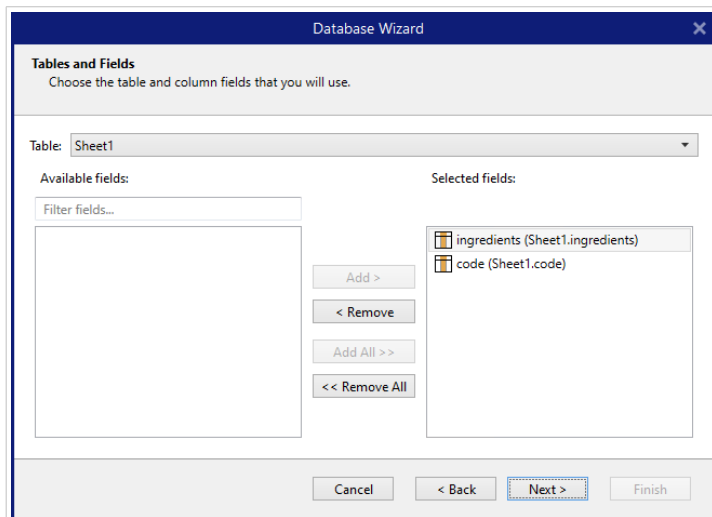 Database Wizard
Tables and Fields
Choose the table and column fields that you will use.
Table: Sheet1
Available fields:
Filter fields...
Add >
< Remove
Add All >>
<< Remove All
Selected fields:
ingredients (Sheet1.ingredients)
code (Sheet1.code)
Cancel
< Back
Next >
Finish